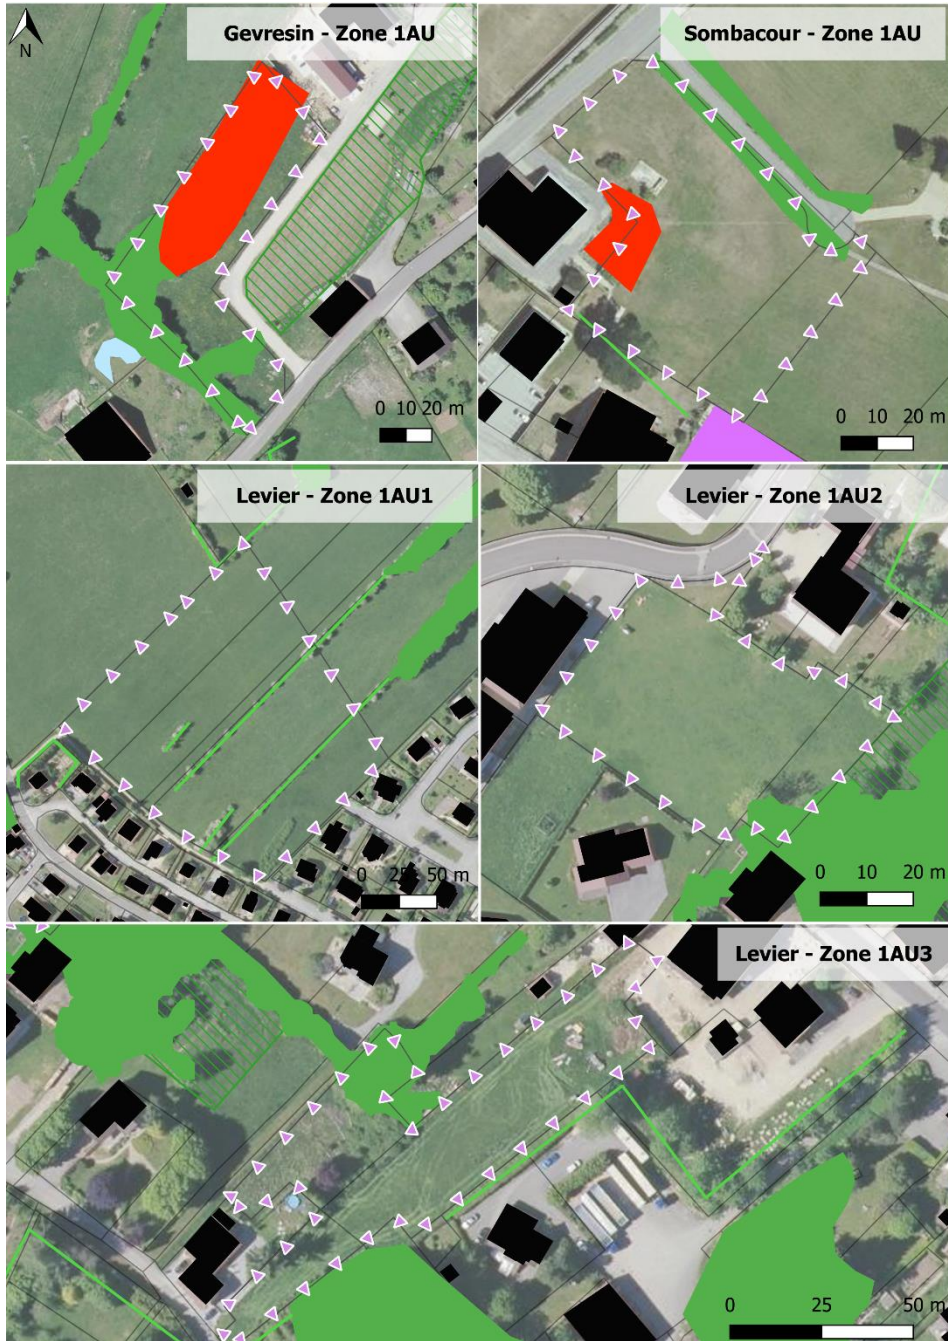 N
Gevresin - Zone 1AU
0 10 20 m
Sombacour - Zone 1AU
0 10 20 m
Levier - Zone 1AU1
0 25 50 m
Levier - Zone 1AU2
0 10 20 m
Levier - Zone 1AU3
0 25 50 m